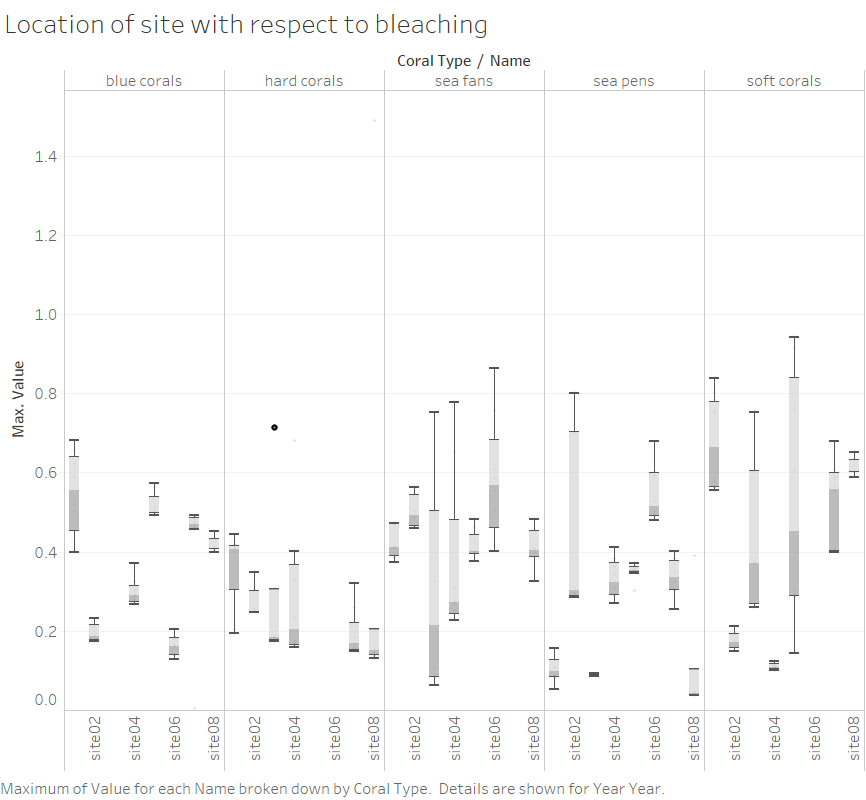 Location of site with respect to bleaching
Coral Type / Name
blue corals hard corals sea fans sea pens soft corals
Max. Value
1.4
1.2
1.0
0.8
0.6
0.4
0.2
0.0
site02 site04 site06 site08 site02 site04 site06 site08 site02 site04 site06 site08 site02 site04 site06 site08 site02 site04 site06 site08
Maximum of Value for each Name broken down by Coral Type.  Details are shown for Year Year.